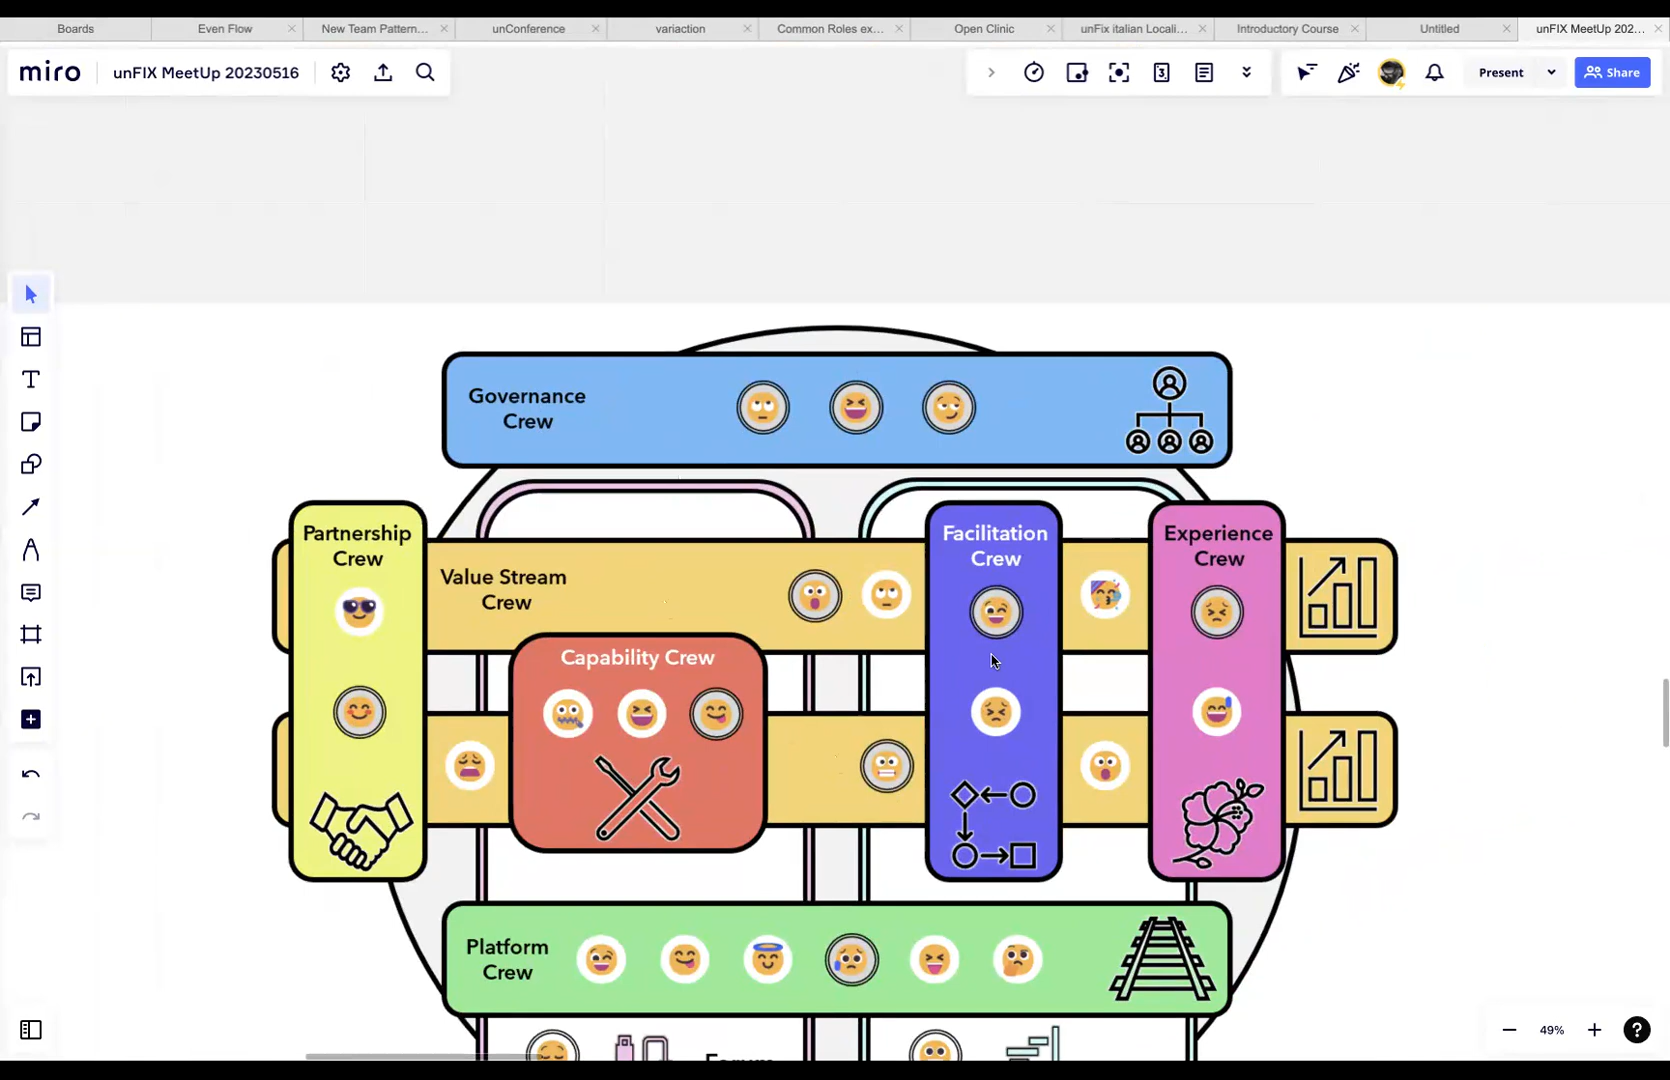 Boards
Even Flow
New Team Pattern...
unConference
variaction
Common Roles ex...
Open Clinic
unFix italian Locali...
Introductory Course
Untitled
unFIX MeetUp 202...
miro
unFIX MeetUp 20230516
3
Present
Share
Governance
Crew
Partnership
Crew
Facilitation
Crew
Experience
Crew
Value Stream
Crew
Capability Crew
Platform
Crew
49%